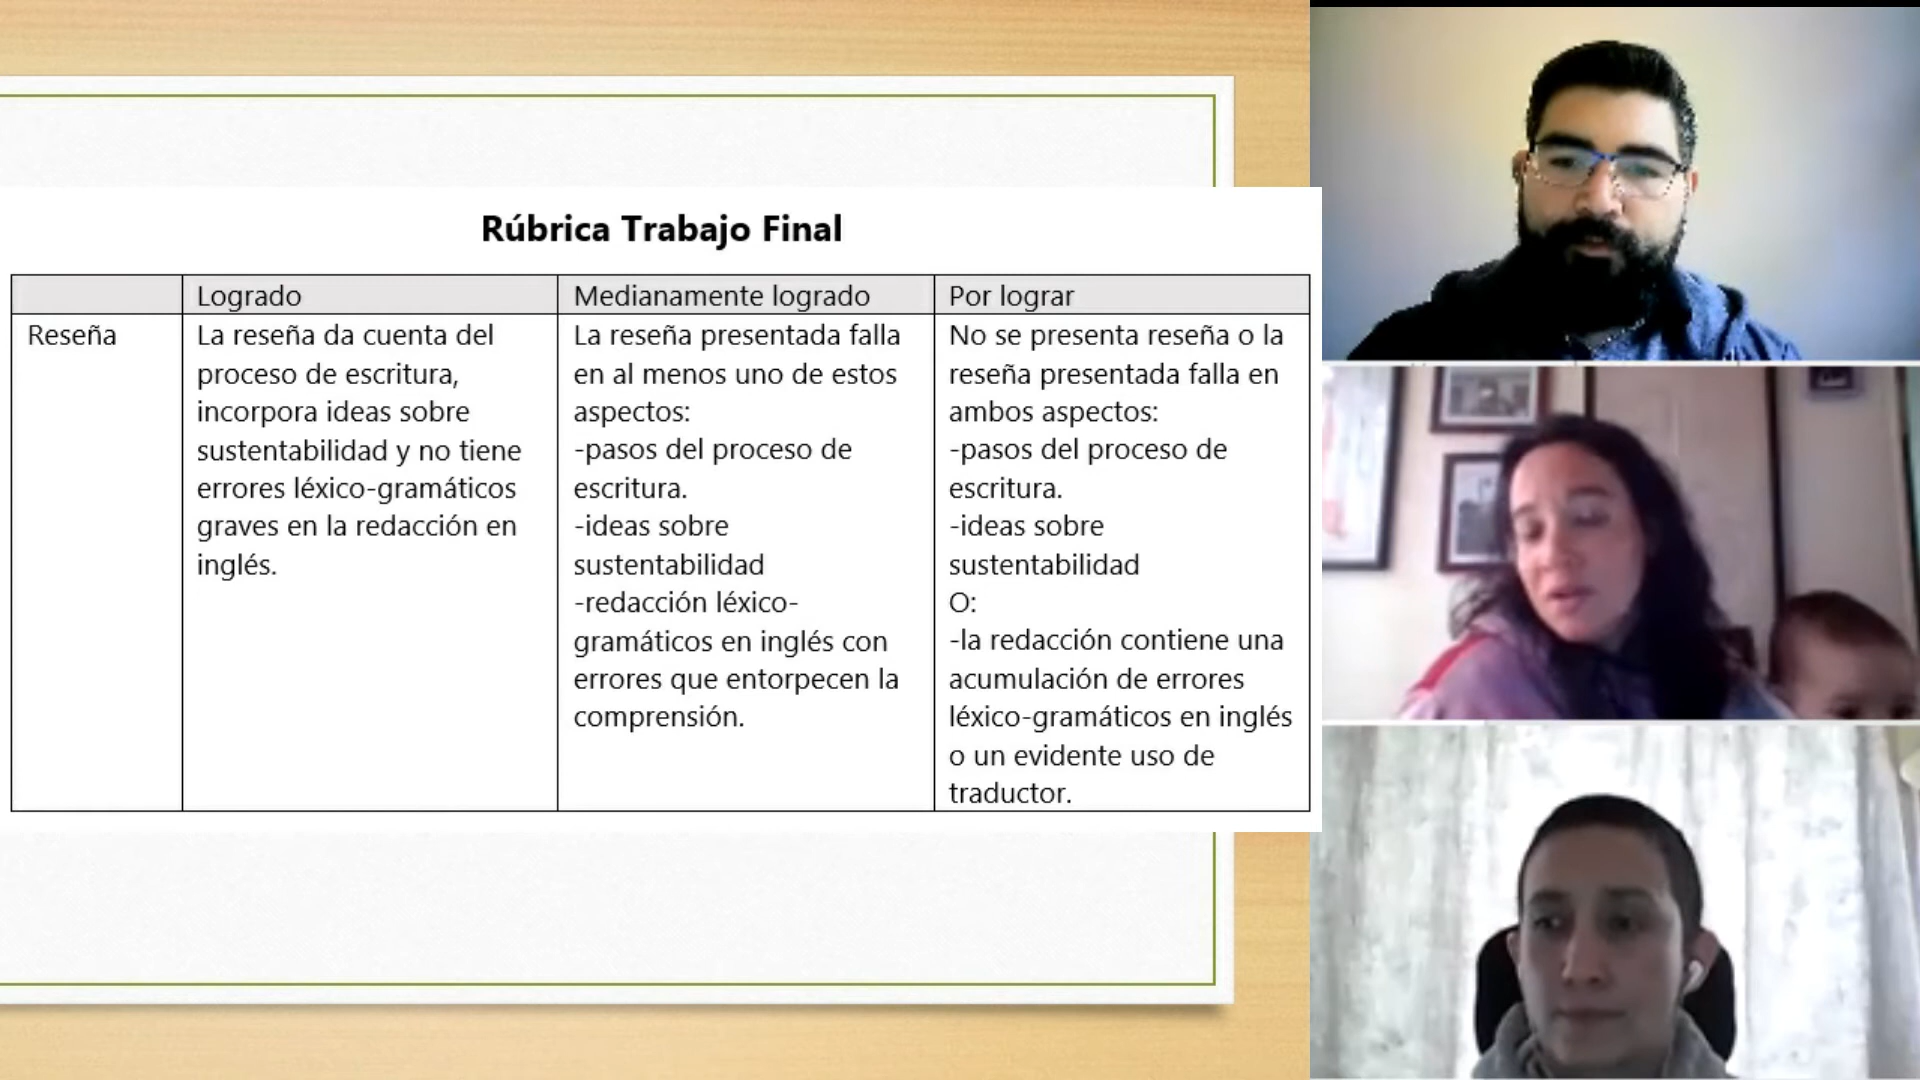 Rúbrica Trabajo Final
Logrado
Medianamente logrado
Por lograr
Reseña
La reseña da cuenta del
proceso de escritura,
incorpora ideas sobre
sustentabilidad y no tiene
errores léxico-gramáticos
graves en la redacción en
inglés.
La reseña presentada falla
en al menos uno de estos
aspectos:
-pasos del proceso de
escritura.
-ideas sobre
sustentabilidad
-redacción léxico-
gramáticos en inglés con
errores que entorpecen la
comprensión.
No se presenta reseña o la
reseña presentada falla en
ambos aspectos:
-pasos del proceso de
escritura.
-ideas sobre
sustentabilidad
O:
-la redacción contiene una
acumulación de errores
léxico-gramáticos en inglés
o un evidente uso de
traductor.